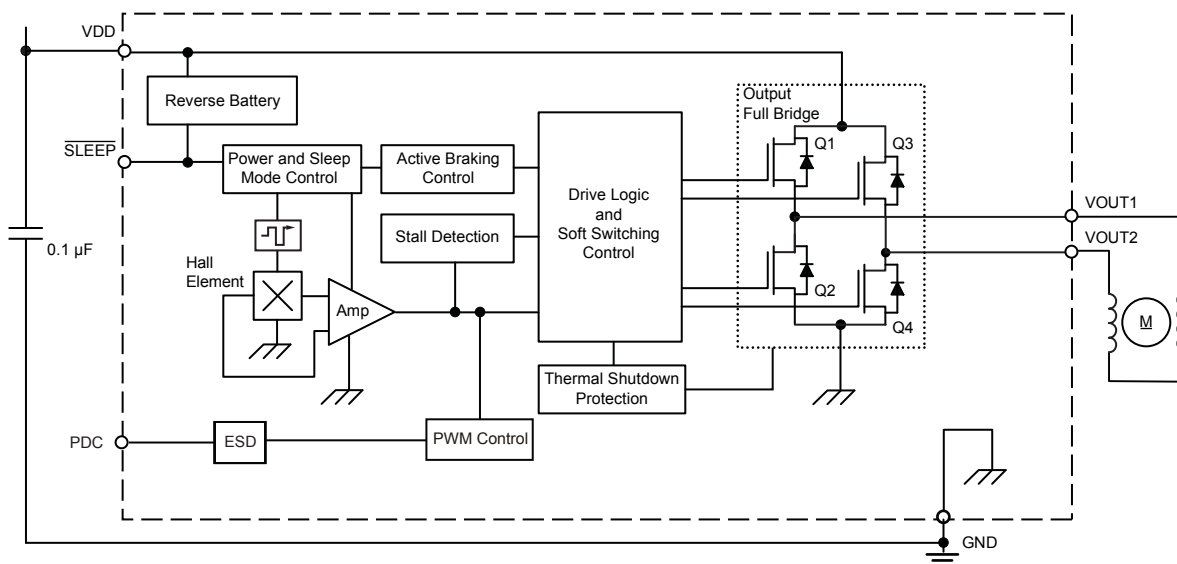 VDD
Reverse Battery
SLEEP
Power and Sleep
Mode Control
Active Braking
Control
Stall Detection
Drive Logic
and
Soft Switching
Control
Output
Full Bridge
Q1
Q3
Q2
Q4
VOUT1
VOUT2
0.1 µF
Hall
Element
Amp
M
Thermal Shutdown
Protection
PDC
ESD
PWM Control
GND